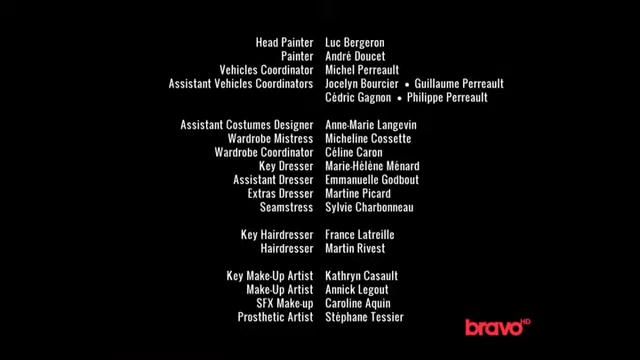 Head Painter Luc Bergeron
Painter André Doucet
Vehicles Coordinator Michel Perreault
Assistant Vehicles Coordinators Jocelyn Bourcier • Guillaume Perreault
Cédric Gagnon • Philippe Perreault
Assistant Costumes Designer Anne-Marie Langevin
Wardrobe Mistress Micheline Cossette
Wardrobe Coordinator Céline Caron
Key Dresser Marie-Hélène Ménard
Assistant Dresser Emmanuelle Godbout
Extras Dresser Martine Picard
Seamstress Sylvie Charbonneau
Key Hairdresser France Latreille
Hairdresser Martin Rivest
Key Make-Up Artist Kathryn Casault
Make-Up Artist Annick Legout
SFX Make-up Caroline Aquin
Prosthetic Artist Stéphane Tessier
bravo HD